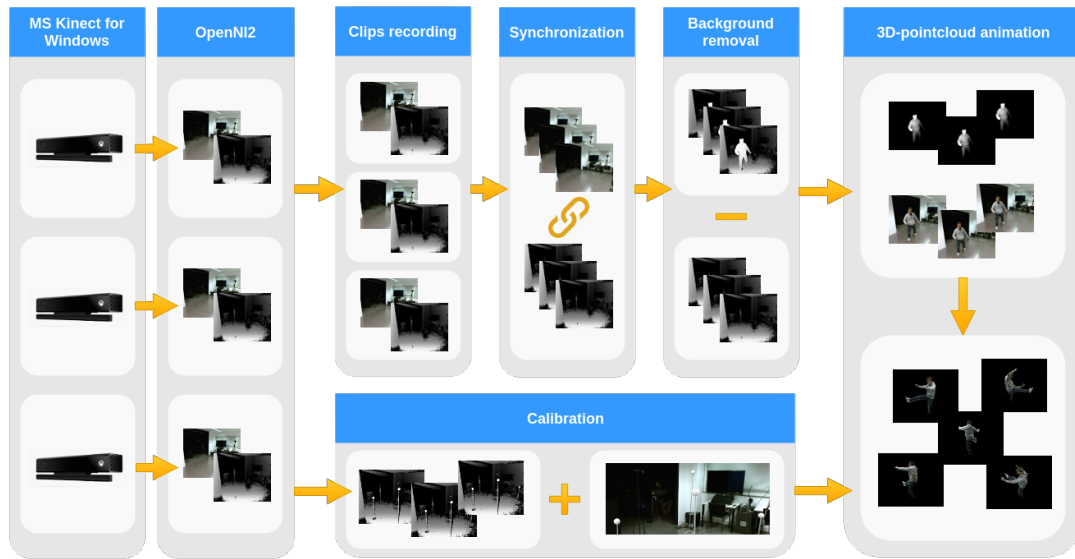 MS Kinect for
Windows
OpenNI2
Clips recording
Synchronization
Background
removal
3D-pointcloud animation
Calibration